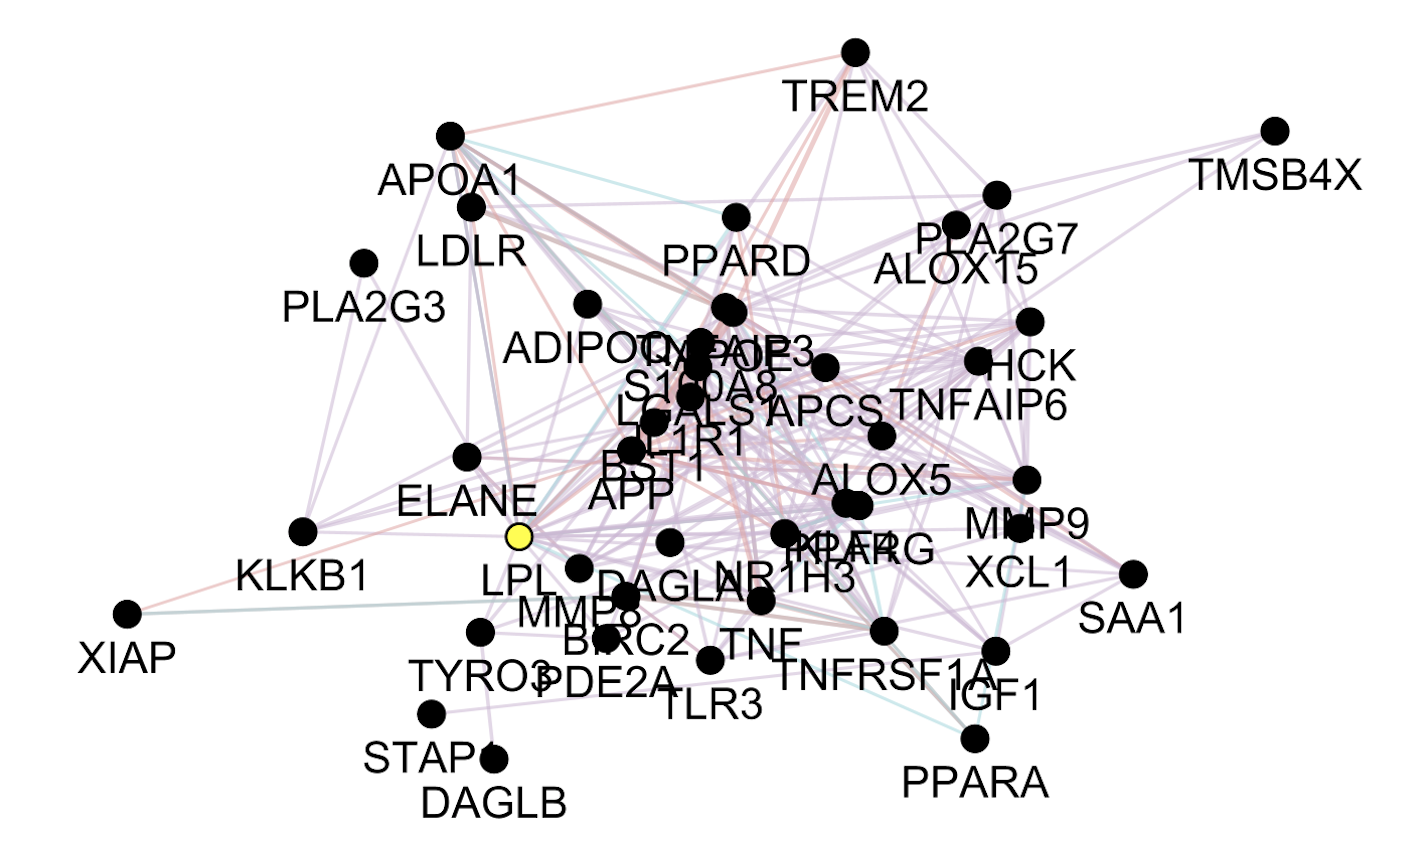 TREM2
TMSB4X
APOA1
LDLR
PLA2G7
PPARD
ALOX15
PLA2G3
ADIPOQ
TNFAIP3
APOE
HCK
S100A8
LGALS1
APCS
TNFAIP6
IL1R1
BST1
ALOX5
APP
ELANE
MMP9
KLF4
PPARG
XCL1
KLKB1
LPL
DAGLA
NR1H3
MMP8
SAA1
BIRC2
TNF
XIAP
TYRO3
PDE2A
TNFRSF1A
IGF1
TLR3
STAP1
PPARA
DAGLB